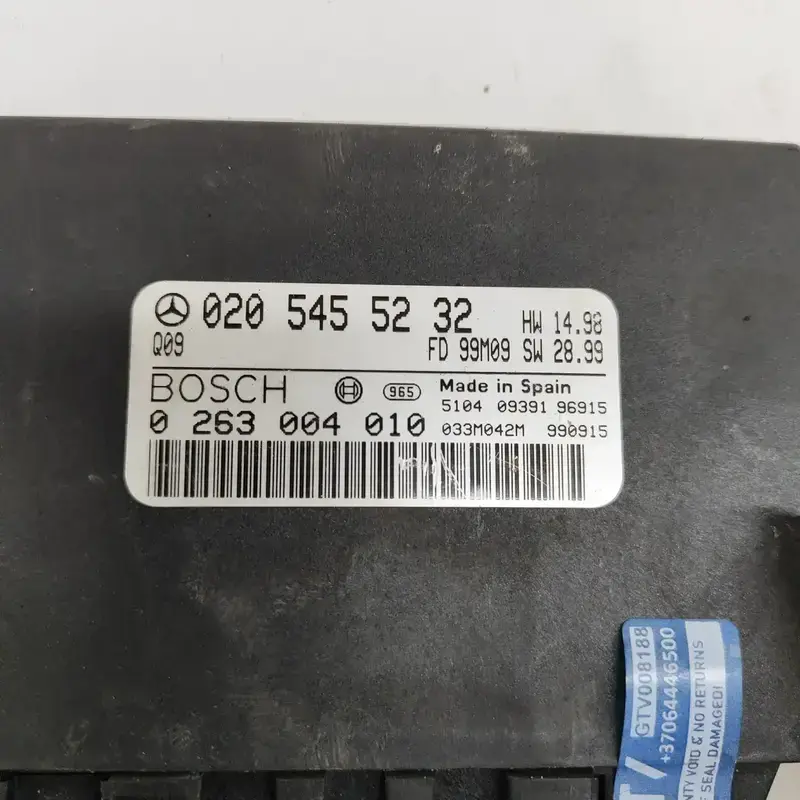 020 545 52 32 HW 14.98
Q09 FD 99M09 SW 28.99
BOSCH 965 Made in Spain
5104 09391 96915
0 263 004 010 033M042M 990915
GTV008188
+37064446500
NTY VOID & NO RETURNS
SEAL DAMAGED!